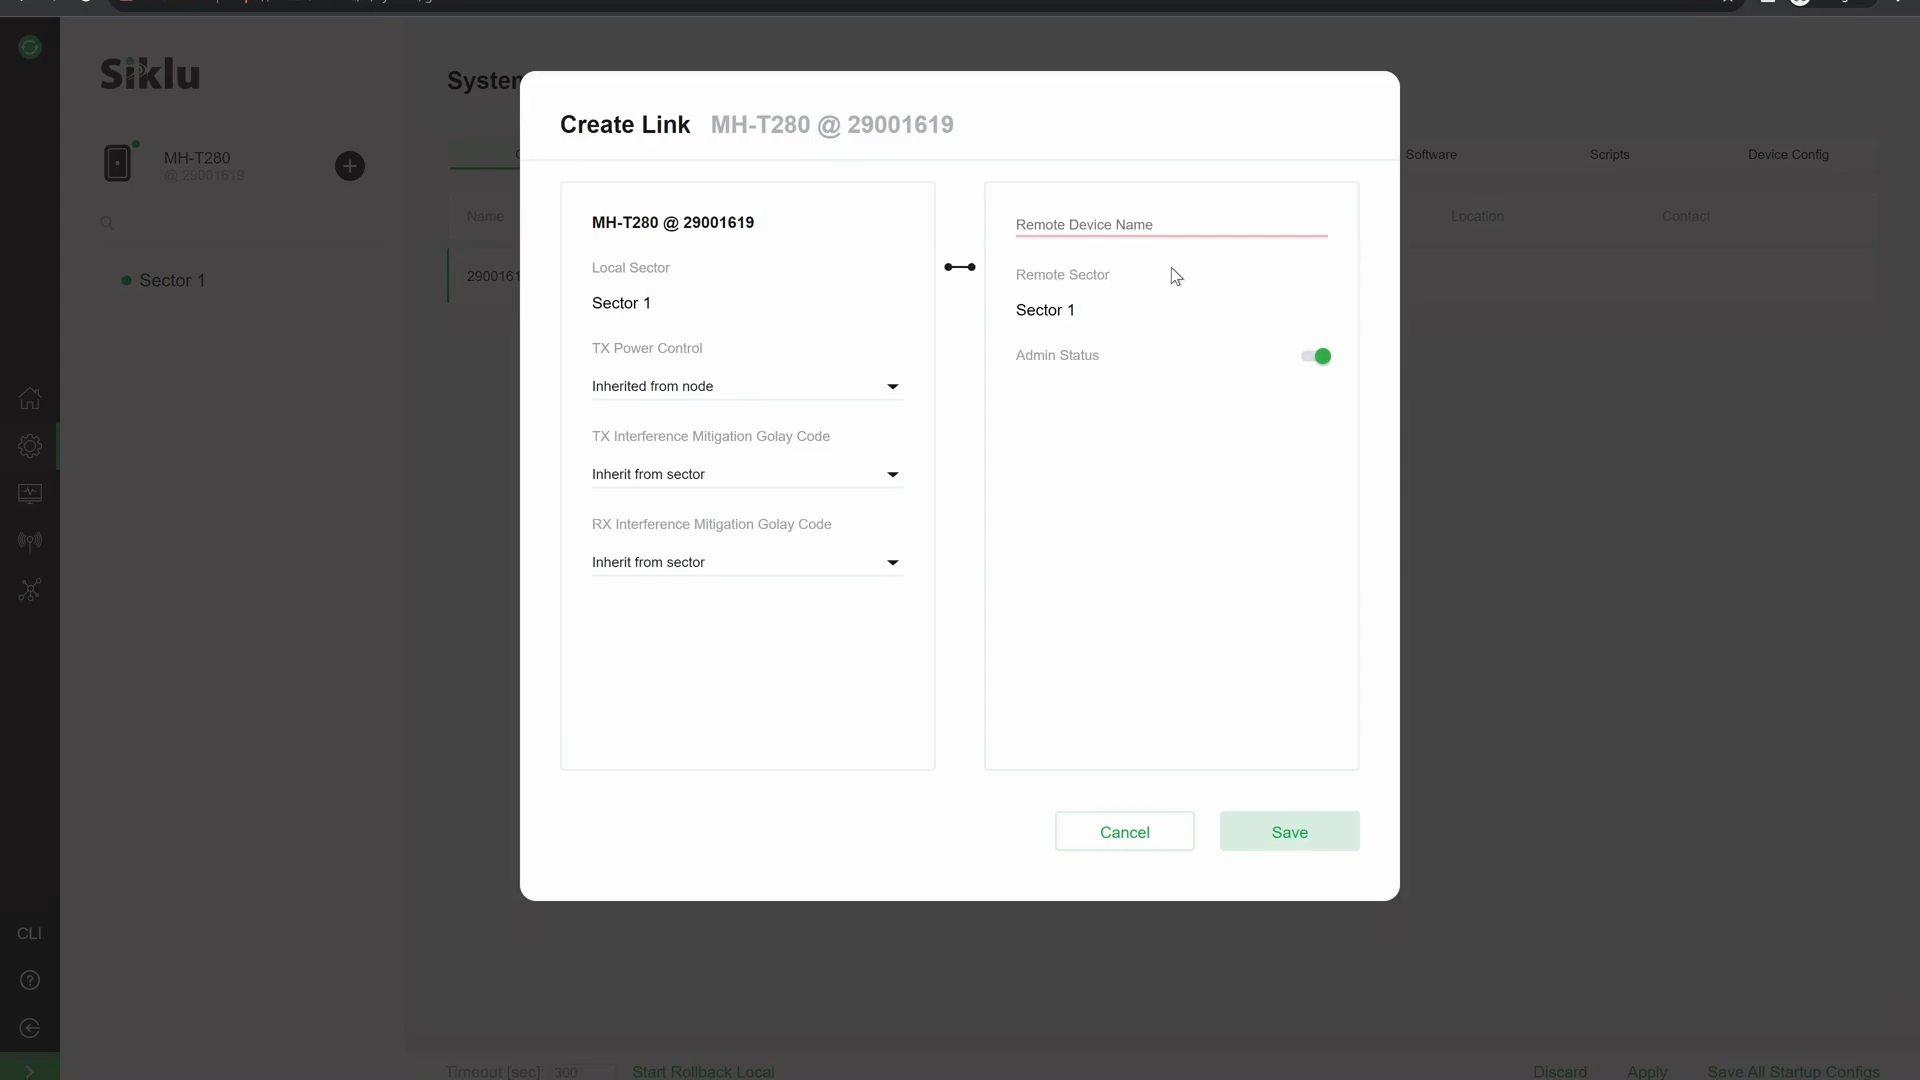 Siklu
System
Create Link MH-T280 @ 29001619
MH-T280
@ 29001619
Software
Scripts
Device Config
Name
Location
Contact
Sector 1
2900161
MH-T280 @ 29001619
Local Sector
Sector 1
TX Power Control
Inherited from node
TX Interference Mitigation Golay Code
Inherit from sector
RX Interference Mitigation Golay Code
Inherit from sector
Remote Device Name
Remote Sector
Sector 1
Admin Status
Cancel
Save
CLI
Timeout [sec]: 300
Start Rollback Local
Discard
Apply
Save All Startup Configs